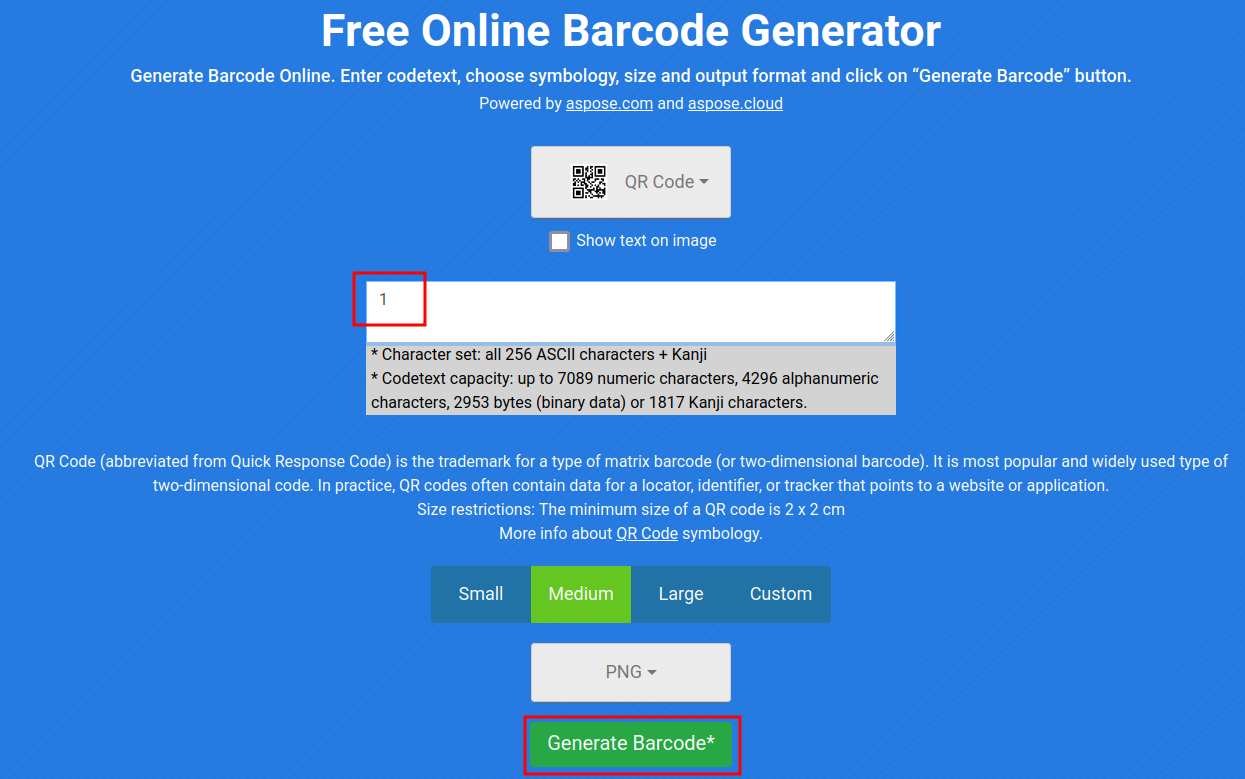 Free Online Barcode Generator
Generate Barcode Online. Enter codetext, choose symbology, size and output format and click on “Generate Barcode” button.
Powered by aspose.com and aspose.cloud
QR Code
Show text on image
1
* Character set: all 256 ASCII characters + Kanji
* Codetext capacity: up to 7089 numeric characters, 4296 alphanumeric
characters, 2953 bytes (binary data) or 1817 Kanji characters.
QR Code (abbreviated from Quick Response Code) is the trademark for a type of matrix barcode (or two-dimensional barcode). It is most popular and widely used type of
two-dimensional code. In practice, QR codes often contain data for a locator, identifier, or tracker that points to a website or application.
Size restrictions: The minimum size of a QR code is 2 x 2 cm
More info about QR Code symbology.
Small Medium Large Custom
PNG
Generate Barcode*